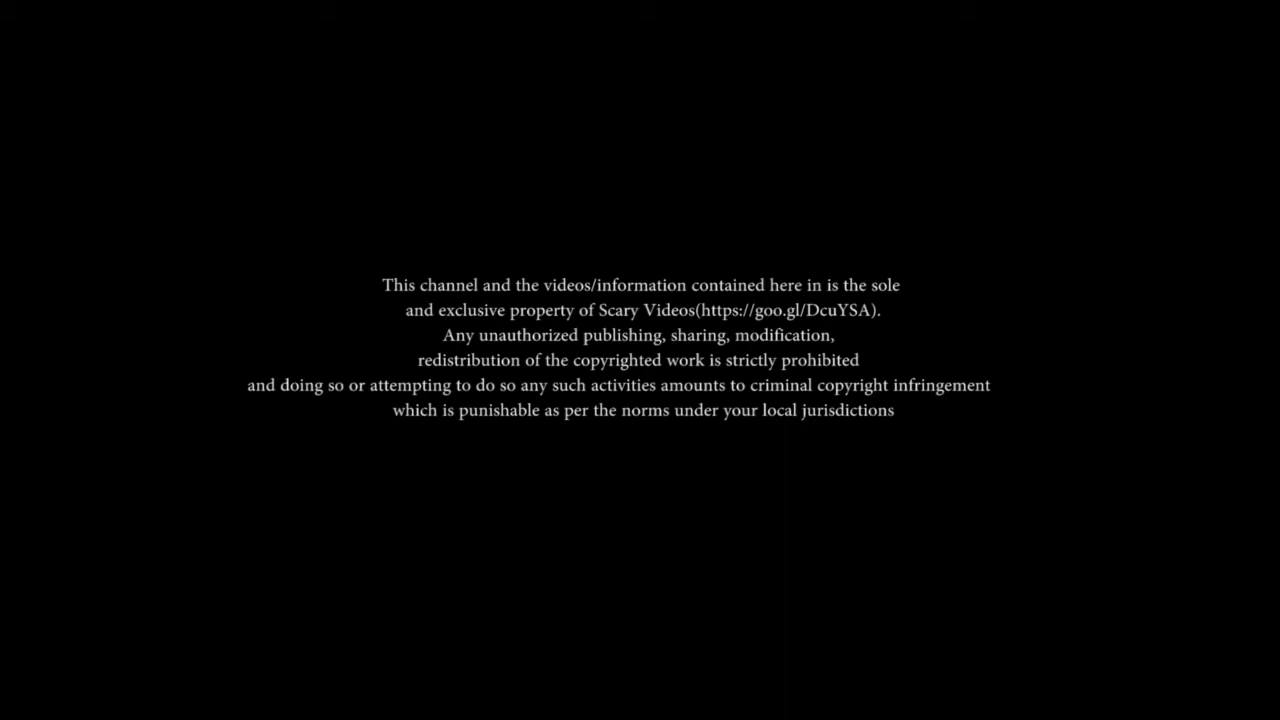 This channel and the videos/information contained here in is the sole
and exclusive property of Scary Videos(https://goo.gl/DcuYSA).
Any unauthorized publishing, sharing, modification,
redistribution of the copyrighted work is strictly prohibited
and doing so or attempting to do so any such activities amounts to criminal copyright infringement
which is punishable as per the norms under your local jurisdictions